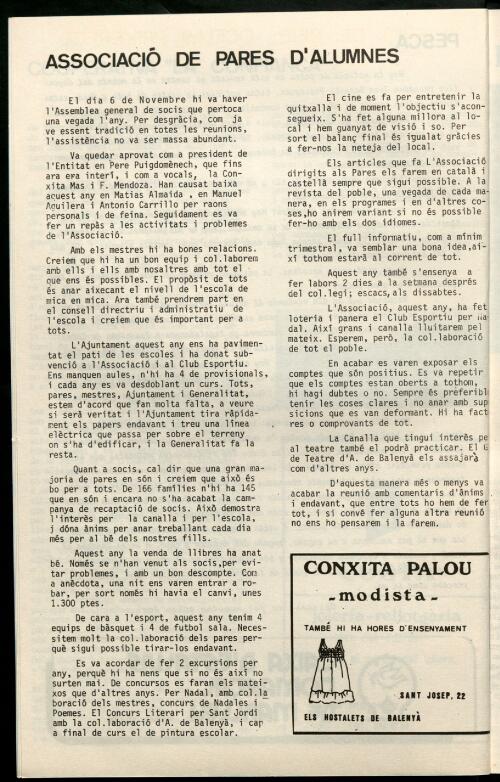 ASSOCIACIÓ DE PARES D'ALUMNES
El dia 6 de Novembre hi va haver
l'Assemblea general de socis que pertoca
una vegada l'any. Per desgràcia, com ja
ve essent tradició en totes les reunions,
l'assistència no va ser massa abundant.
Va quedar aprovat com a president de
l'Entitat en Pere Puigdomènech, que fins
ara era interí, i com a vocals, la Con-
xita Mas i F. Mendoza. Han causat baixa
aquest any en Matias Almaida , en Manuel
Aguilera i Antonio Carrillo per raons
personals i de feina. Seguidament es va
fer un repàs a les activitats i problemes
de l'Associació.
Amb els mestres hi ha bones relacions.
Creiem que hi ha un bon equip i col.laborem
amb ells i ells amb nosaltres amb tot el
que ens és possibles. El propòsit de tots
és anar aixecant el nivell de l'escola de
mica en mica. Ara també prendrem part en
el consell directriu i administratiu de
l'escola i creiem que és important per a
tots.
L'Ajuntament aquest any ens ha pavimen-
tat el pati de les escoles i ha donat sub-
venció a l'Associació i al Club Esportiu.
Ens manquen aules, n'hi ha 4 de provisionals,
i cada any es va desdoblant un curs. Tots,
pares, mestres, Ajuntament i Generalitat,
estem d'acord que fan molta falta, a veure
si serà veritat i l'Ajuntament tira ràpida-
ment els papers endavant i treu una línea
elèctrica que passa per sobre el terreny
on s'ha d'edificar, i la Generalitat fa la
resta.
Quant a socis, cal dir que una gran ma-
joria de pares en són i creiem que això és
bo per a tots. De 166 famílies n'hi ha 145
que en són i encara no s'ha acabat la cam-
panya de recaptació de socis. Això demostra
l'interès per la canalla i per l'escola,
i dóna ànims per anar treballant cada dia
més per al bé dels nostres fills.
Aquest any la venda de llibres ha anat
bé. Només se n'han venut als socis,per evi-
tar problemes, i amb un bon descompte. Com
a anècdota, una nit ens varen entrar a ro-
bar, per sort només hi havia el canvi, unes
1.300 ptes.
De cara a l'esport, aquest any tenim 4
equips de bàsquet i 4 de futbol sala. Neces-
sitem molt la col.laboració dels pares per-
què sigui possible tirar-los endavant.
Es va acordar de fer 2 excursions per
any, perquè hi ha nens que si no és així no
surten mai. De concursos es faran els matei-
xos que d'altres anys. Per Nadal, amb col.la
boració dels mestres, concurs de Nadales i
Poemes. El Concurs Literari per Sant Jordi
amb la col.laboració d'A. de Balenyà, i cap
a final de curs el de pintura escolar.
El cine es fa per entretenir la
quitxalla i de moment l'objectiu s'acon-
segueix. S'ha fet alguna millora al lo-
cal i hem guanyat de visió i so. Per
sort el balanç final és igualat gràcies
a fer-nos la neteja del local.
Els articles que fa L'Associació
dirigits als Pares els farem en català i
castellà sempre que sigui possible. A la
revista del poble, una vegada de cada ma-
nera, en els programes i en d'altres co-
ses,ho anirem variant si no és possible
fer-ho amb els dos idiomes.
El full informatiu, com a mínim
trimestral, va semblar una bona idea,ai-
xí tothom estarà al corrent de tot.
Aquest any també s'ensenya a
fer labors 2 dies a la setmana després
del col.legi; escacs,als dissabtes.
L'Associació, aquest any, ha fet
loteria i panera el Club Esportiu per na
dal. Així grans i canalla lluitarem pel
mateix. Esperem, però, la col.laboració
de tot el poble.
En acabar es varen exposar els
comptes que són positius. Es va repetir
que els comptes estan oberts a tothom,
hi hagi dubtes o no. Sempre és preferibl
tenir les coses clares i no anar amb sup
sicions que es van deformant. Hi ha fact
res o comprovants de tot.
La Canalla que tingui interès pe
al teatre també el podrà practicar. El G
de Teatre d'A. de Balenyà els assajarà
com d'altres anys.
D'aquesta manera més o menys va
acabar la reunió amb comentaris d'ànims
i endavant, que entre tots ho hem de fer
tot, i si convé fer alguna altra reunió
no ens ho pensarem i la farem.
CONXITA PALOU
-modista-
TAMBÉ HI HA HORES D'ENSENYAMENT
SANT JOSEP, 22
ELS HOSTALETS DE BALENYÀ